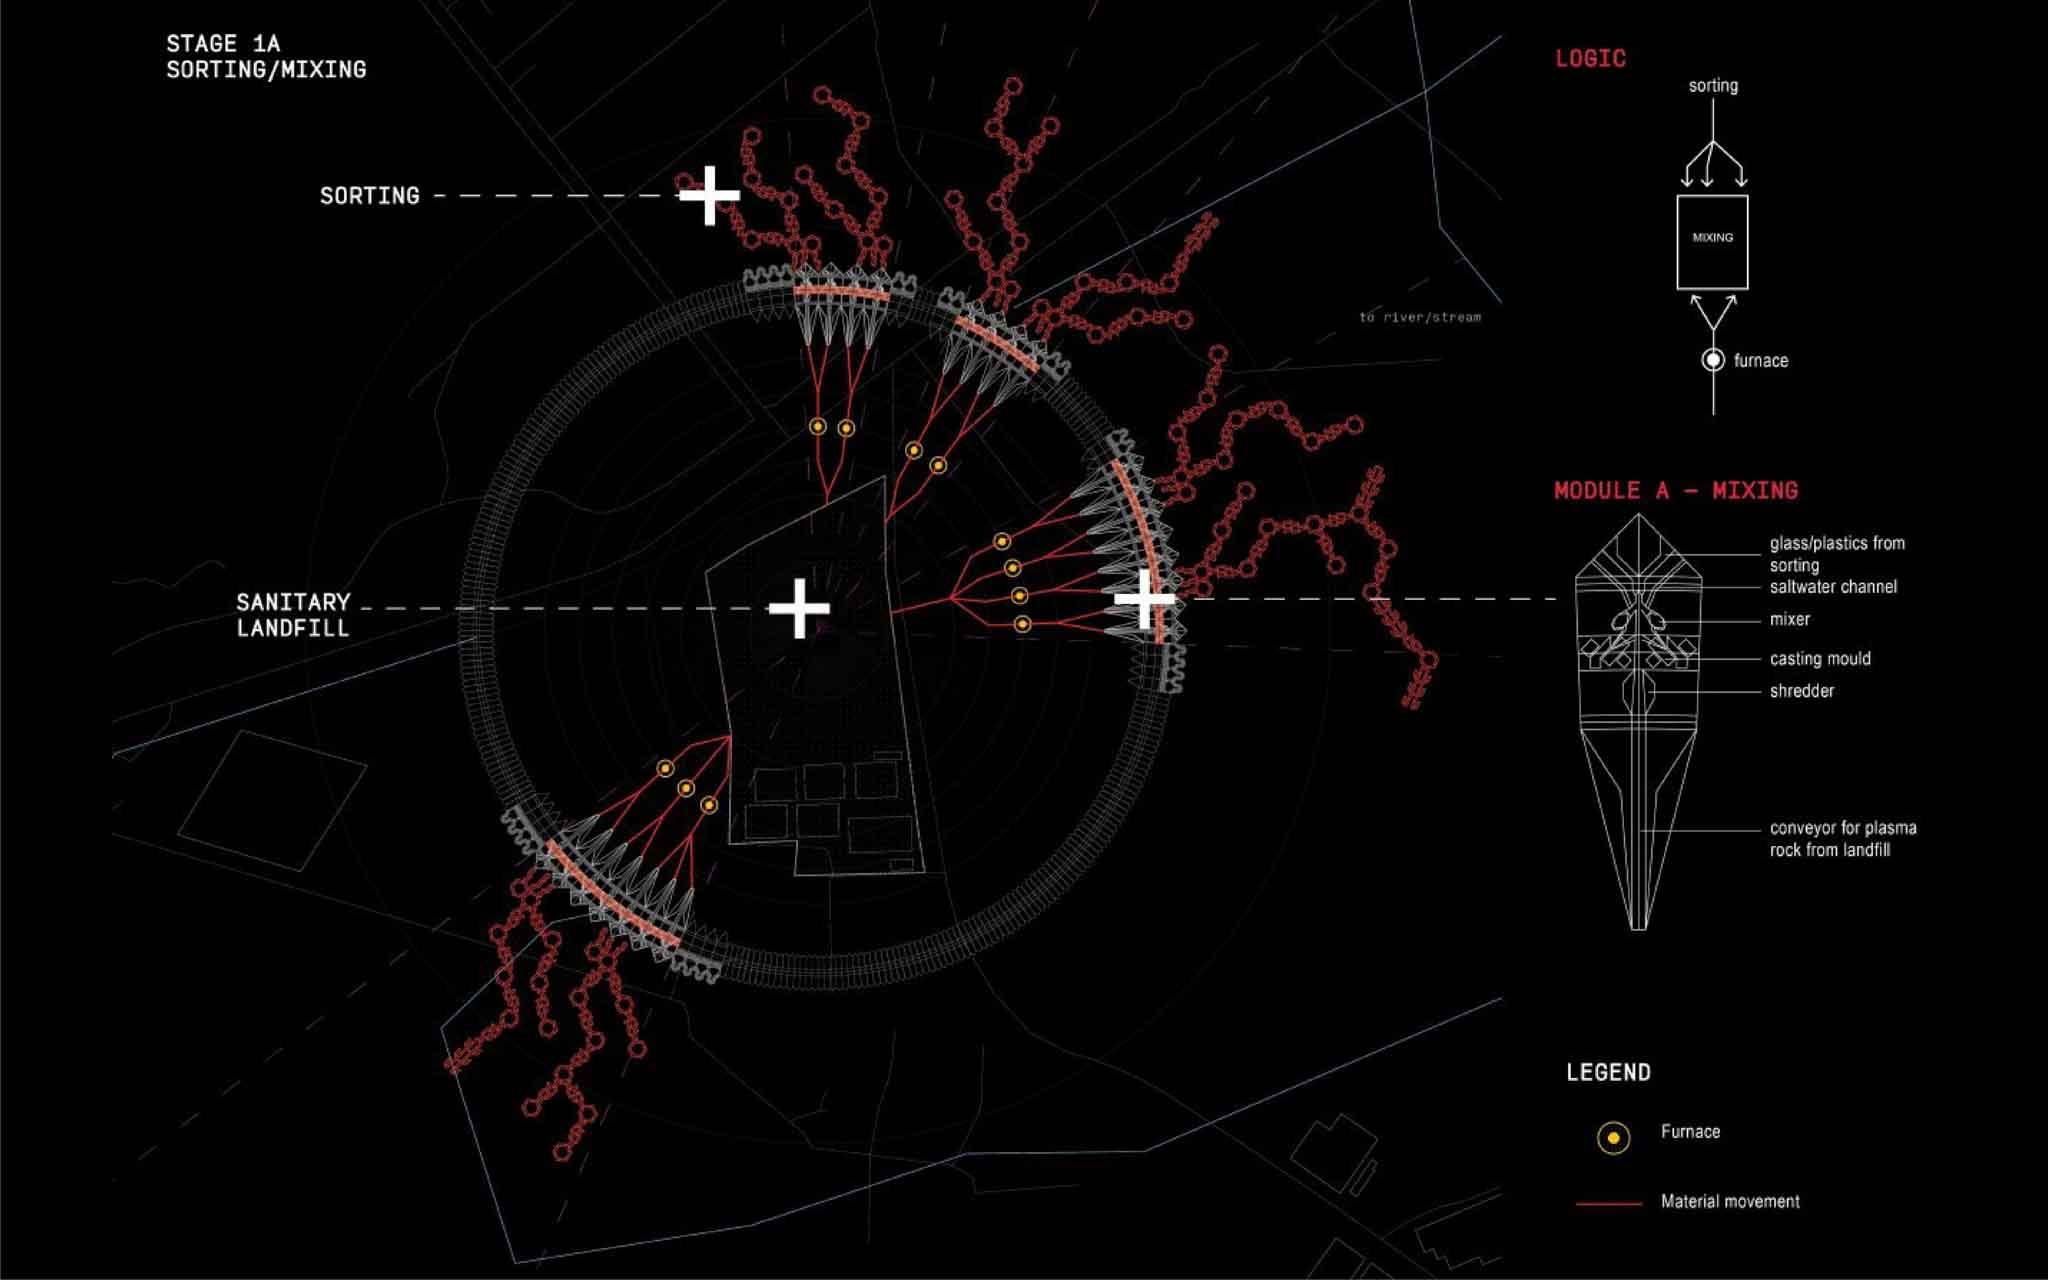 STAGE 1A
SORTING/MIXING
SORTING
SANITARY
LANDFILL
to river/stream
LOGIC
sorting
MIXING
furnace
MODULE A – MIXING
glass/plastics from
sorting
saltwater channel
mixer
casting mould
shredder
conveyor for plasma
rock from landfill
LEGEND
Furnace
Material movement